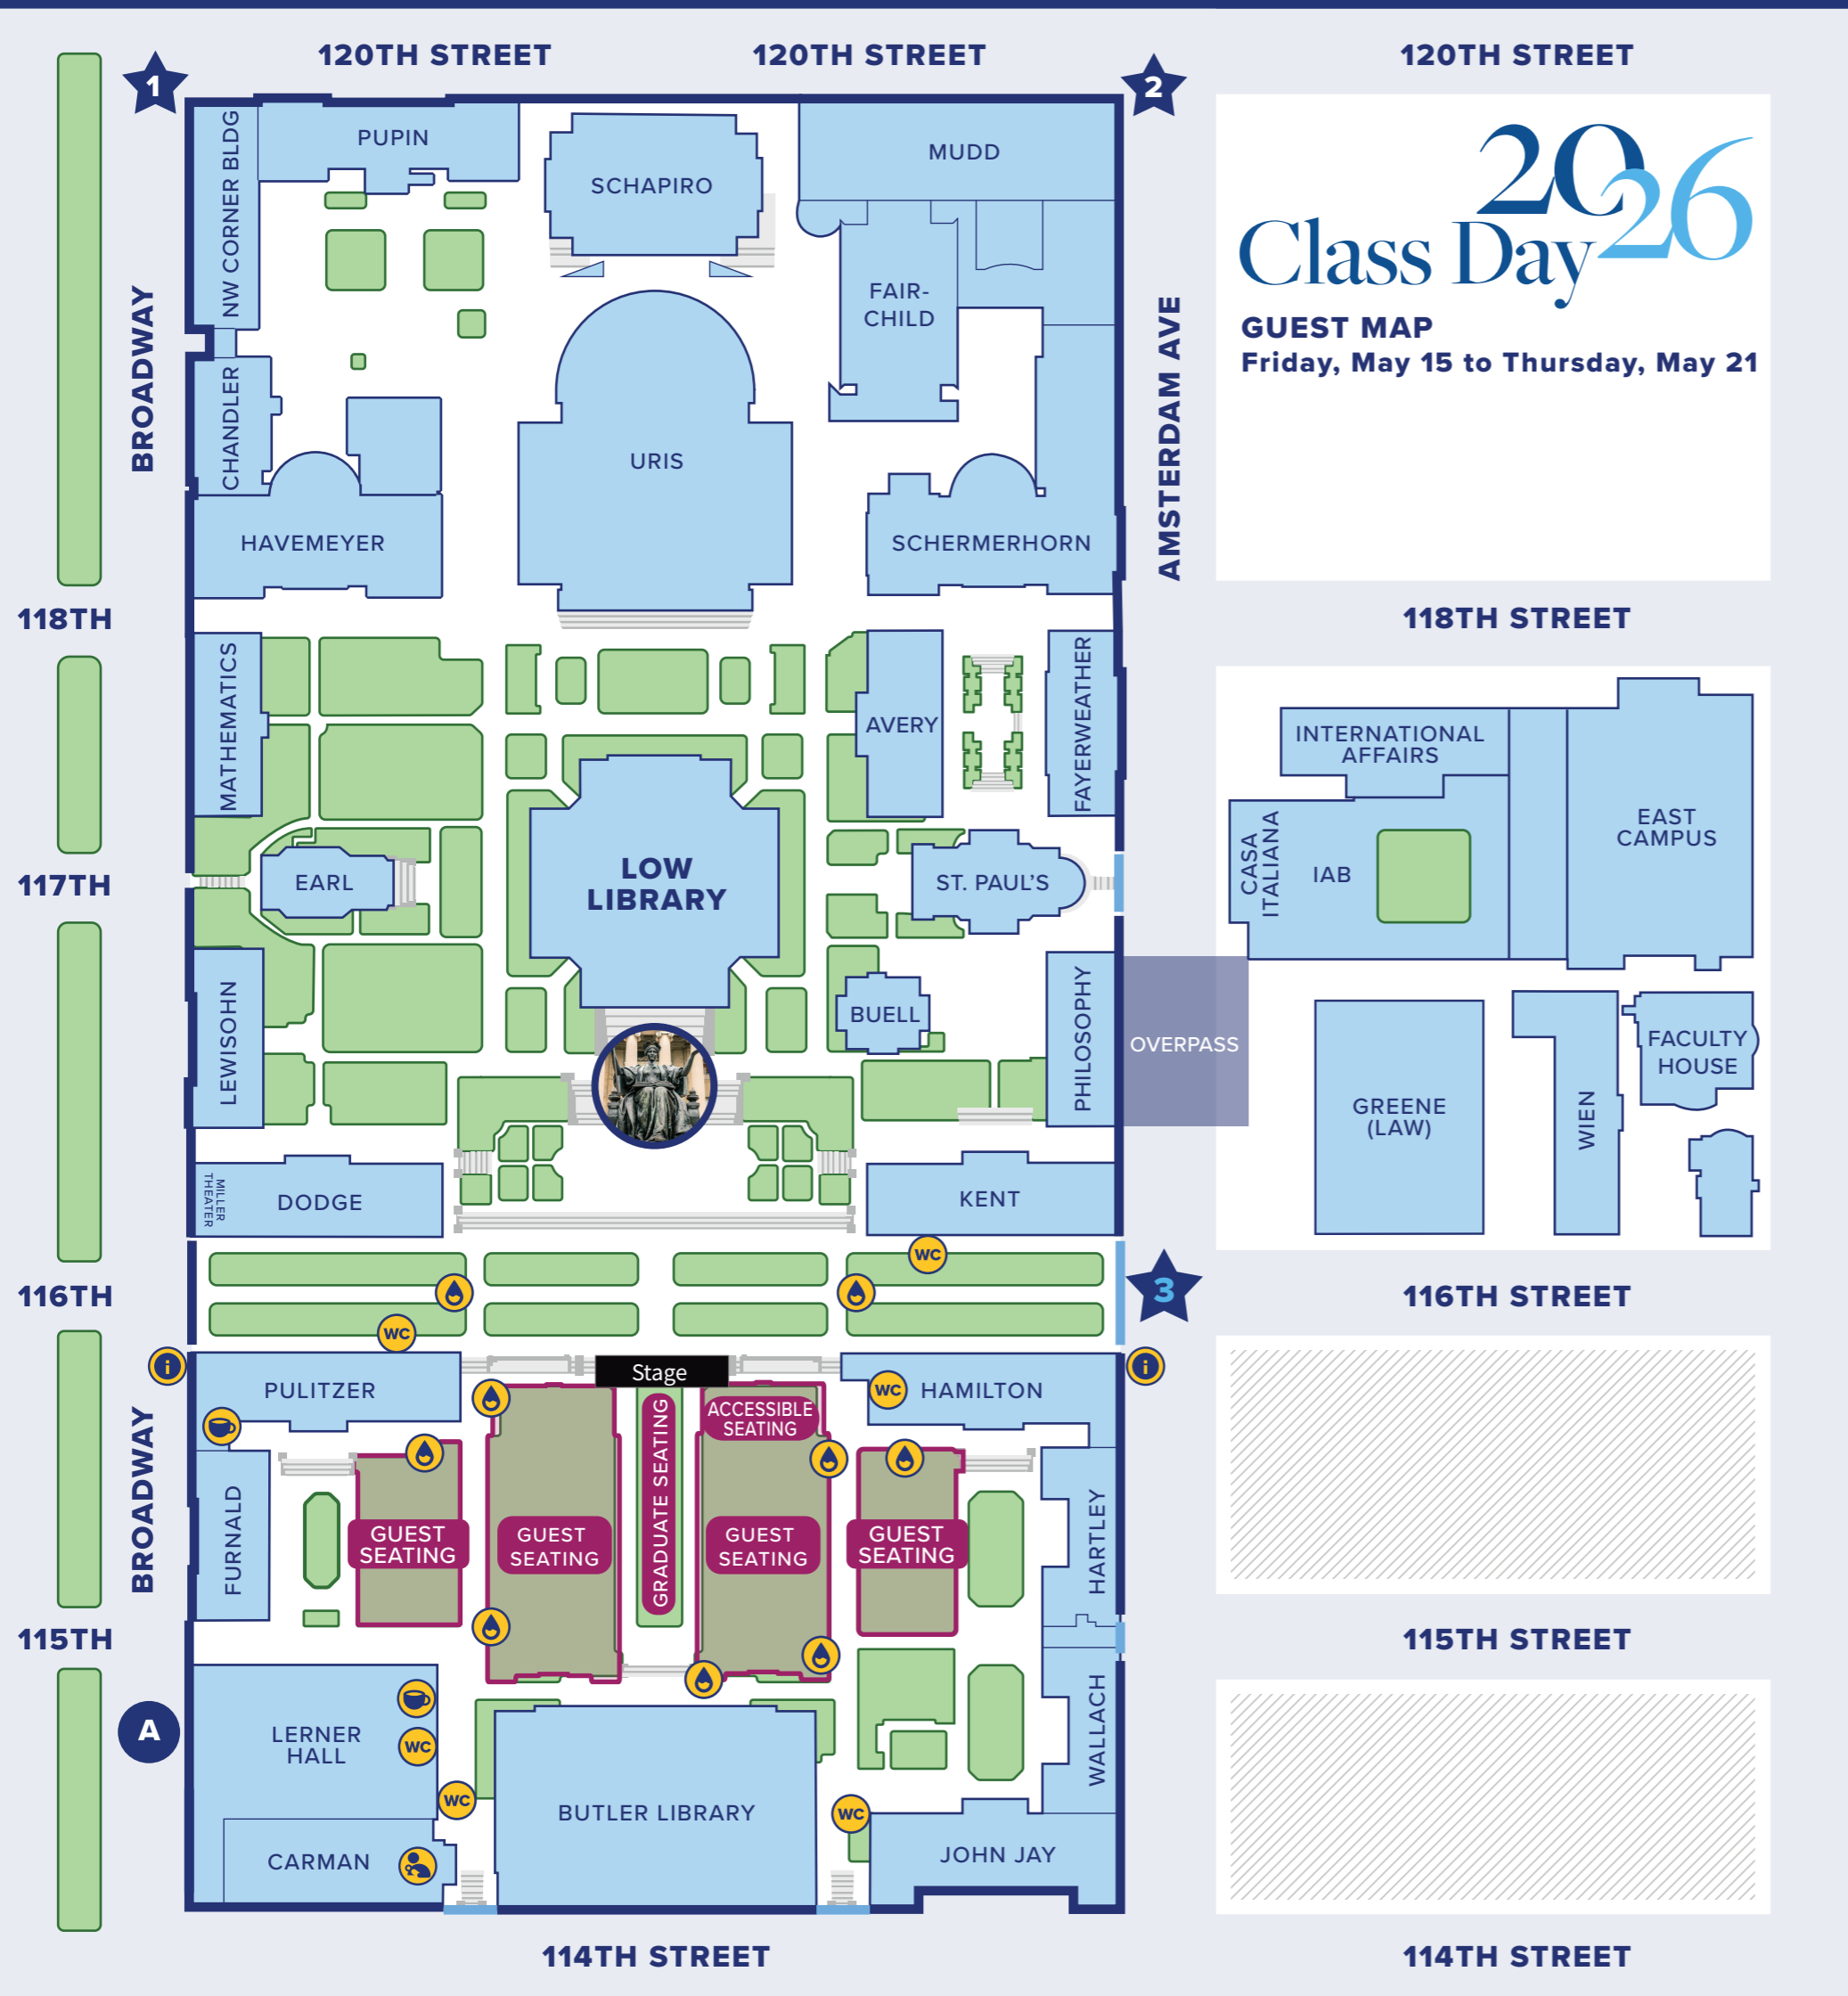 120TH STREET
120TH STREET
120TH STREET
1
2
2026
Class Day
GUEST MAP
Friday, May 15 to Thursday, May 21
NW CORNER BLDG
PUPIN
SCHAPIRO
MUDD
FAIR-
CHILD
BROADWAY
AMSTERDAM AVE
CHANDLER
URIS
HAVEMEYER
SCHERMERHORN
118TH
118TH STREET
MATHEMATICS
AVERY
FAYERWEATHER
INTERNATIONAL
AFFAIRS
EAST
CAMPUS
CASA
ITALIANA
IAB
LOW
LIBRARY
117TH
EARL
ST. PAUL'S
LEWISOHN
BUELL
PHILOSOPHY
OVERPASS
FACULTY
HOUSE
GREENE
(LAW)
WIEN
MILLER
THEATER
DODGE
KENT
WC
116TH
3
116TH STREET
WC
i
PULITZER
Stage
WC
HAMILTON
i
ACCESSIBLE
SEATING
GRADUATE SEATING
BROADWAY
FURNALD
GUEST
SEATING
GUEST
SEATING
GUEST
SEATING
GUEST
SEATING
HARTLEY
115TH
115TH STREET
A
LERNER
HALL
WC
WALLACH
WC
BUTLER LIBRARY
WC
CARMAN
JOHN JAY
114TH STREET
114TH STREET